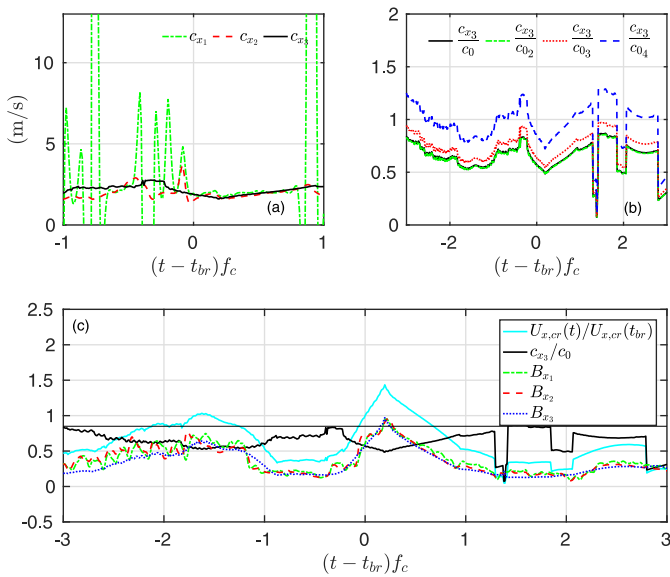 (m/s)
10
5
0
c_{x_1} c_{x_2} c_{x_3}
(a)
-1 0 1
(t − t_{br})f_c
2
1.5
1
0.5
0
c_{x_3}/c_0 c_{x_3}/c_{0_2} c_{x_3}/c_{0_3} c_{x_3}/c_{0_4}
(b)
-2 0 2
(t − t_{br})f_c
(c)
2.5
2
1.5
1
0.5
0
-0.5
U_{x,cr}(t)/U_{x,cr}(t_{br})
c_{x_3}/c_0
B_{x_1}
B_{x_2}
B_{x_3}
-3 -2 -1 0 1 2 3
(t − t_{br})f_c